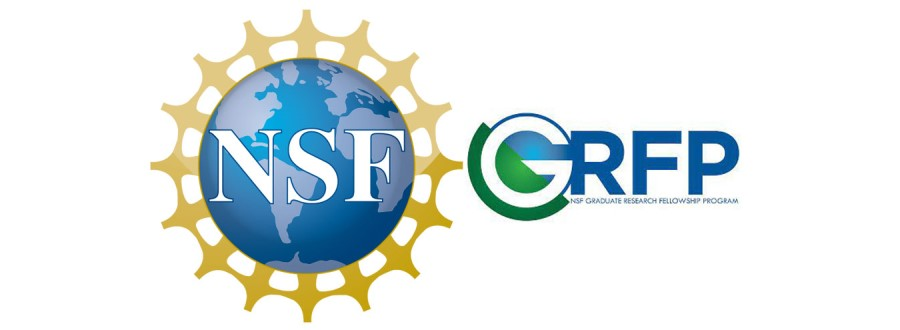 NSF
GRFP
NSF GRADUATE RESEARCH FELLOWSHIP PROGRAM